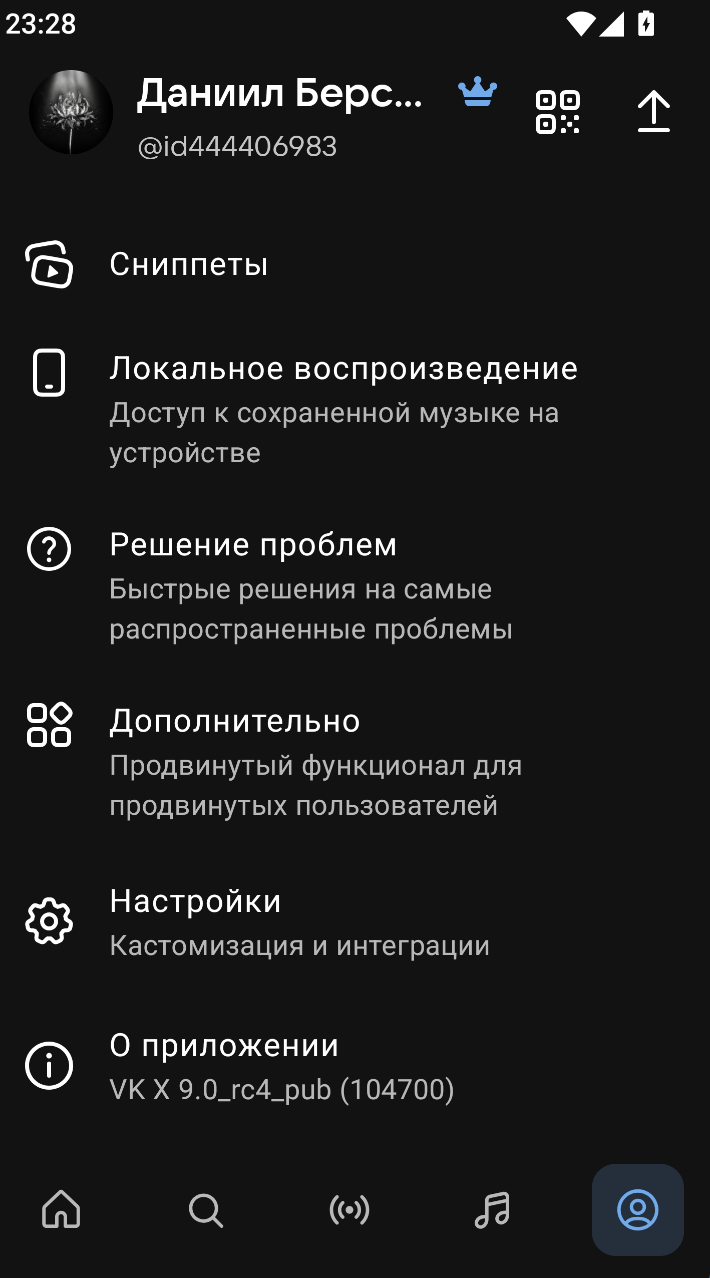 23:28
Даниил Берс...
@id444406983
Сниппеты
Локальное воспроизведение
Доступ к сохраненной музыке на
устройстве
Решение проблем
Быстрые решения на самые
распространенные проблемы
Дополнительно
Продвинутый функционал для
продвинутых пользователей
Настройки
Кастомизация и интеграции
О приложении
VK X 9.0_rc4_pub (104700)